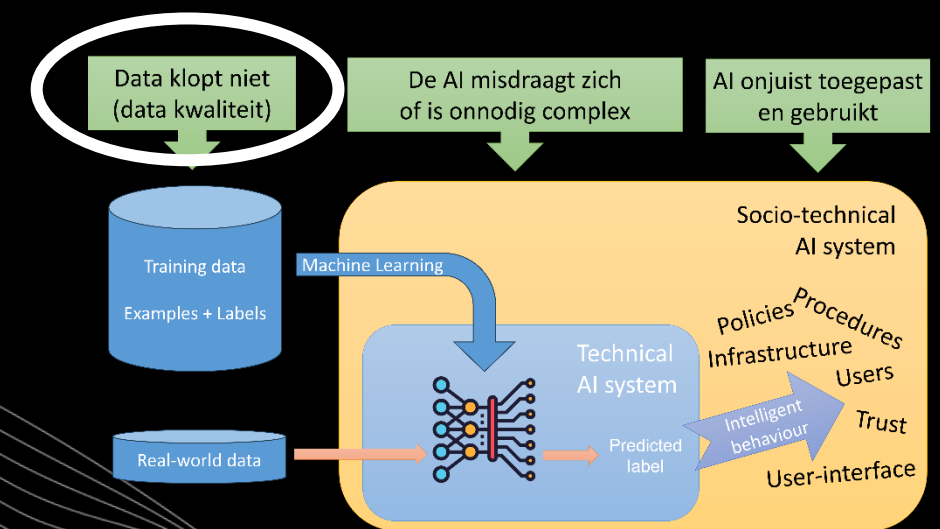 Data klopt niet
(data kwaliteit)
De AI misdraagt zich
of is onnodig complex
AI onjuist toegepast
en gebruikt
Socio-technical
AI system
Training data
Examples + Labels
Machine Learning
Technical
AI system
Policies
Procedures
Infrastructure
Users
Trust
User-interface
Intelligent
behaviour
Predicted
label
Real-world data